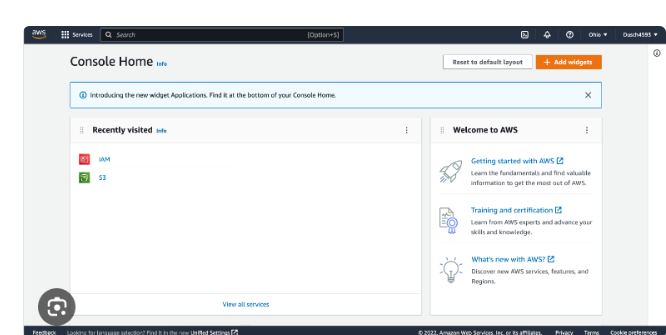 aws
Services
Search
[Option+S]
Ohio
Dusch4593
Console Home Info
Reset to default layout
+ Add widgets
Introducing the new widget Applications. Find it at the bottom of your Console Home.
Recently visited Info
IAM
S3
View all services
Welcome to AWS
Getting started with AWS
Learn the fundamentals and find valuable
information to get the most out of AWS.
Training and certification
Learn from AWS experts and advance your
skills and knowledge.
What's new with AWS?
Discover new AWS services, features, and
Regions.
Feedback
Looking for language selection? Find it in the new Unified Settings
© 2022, Amazon Web Services, Inc. or its affiliates.
Privacy
Terms
Cookie preferences